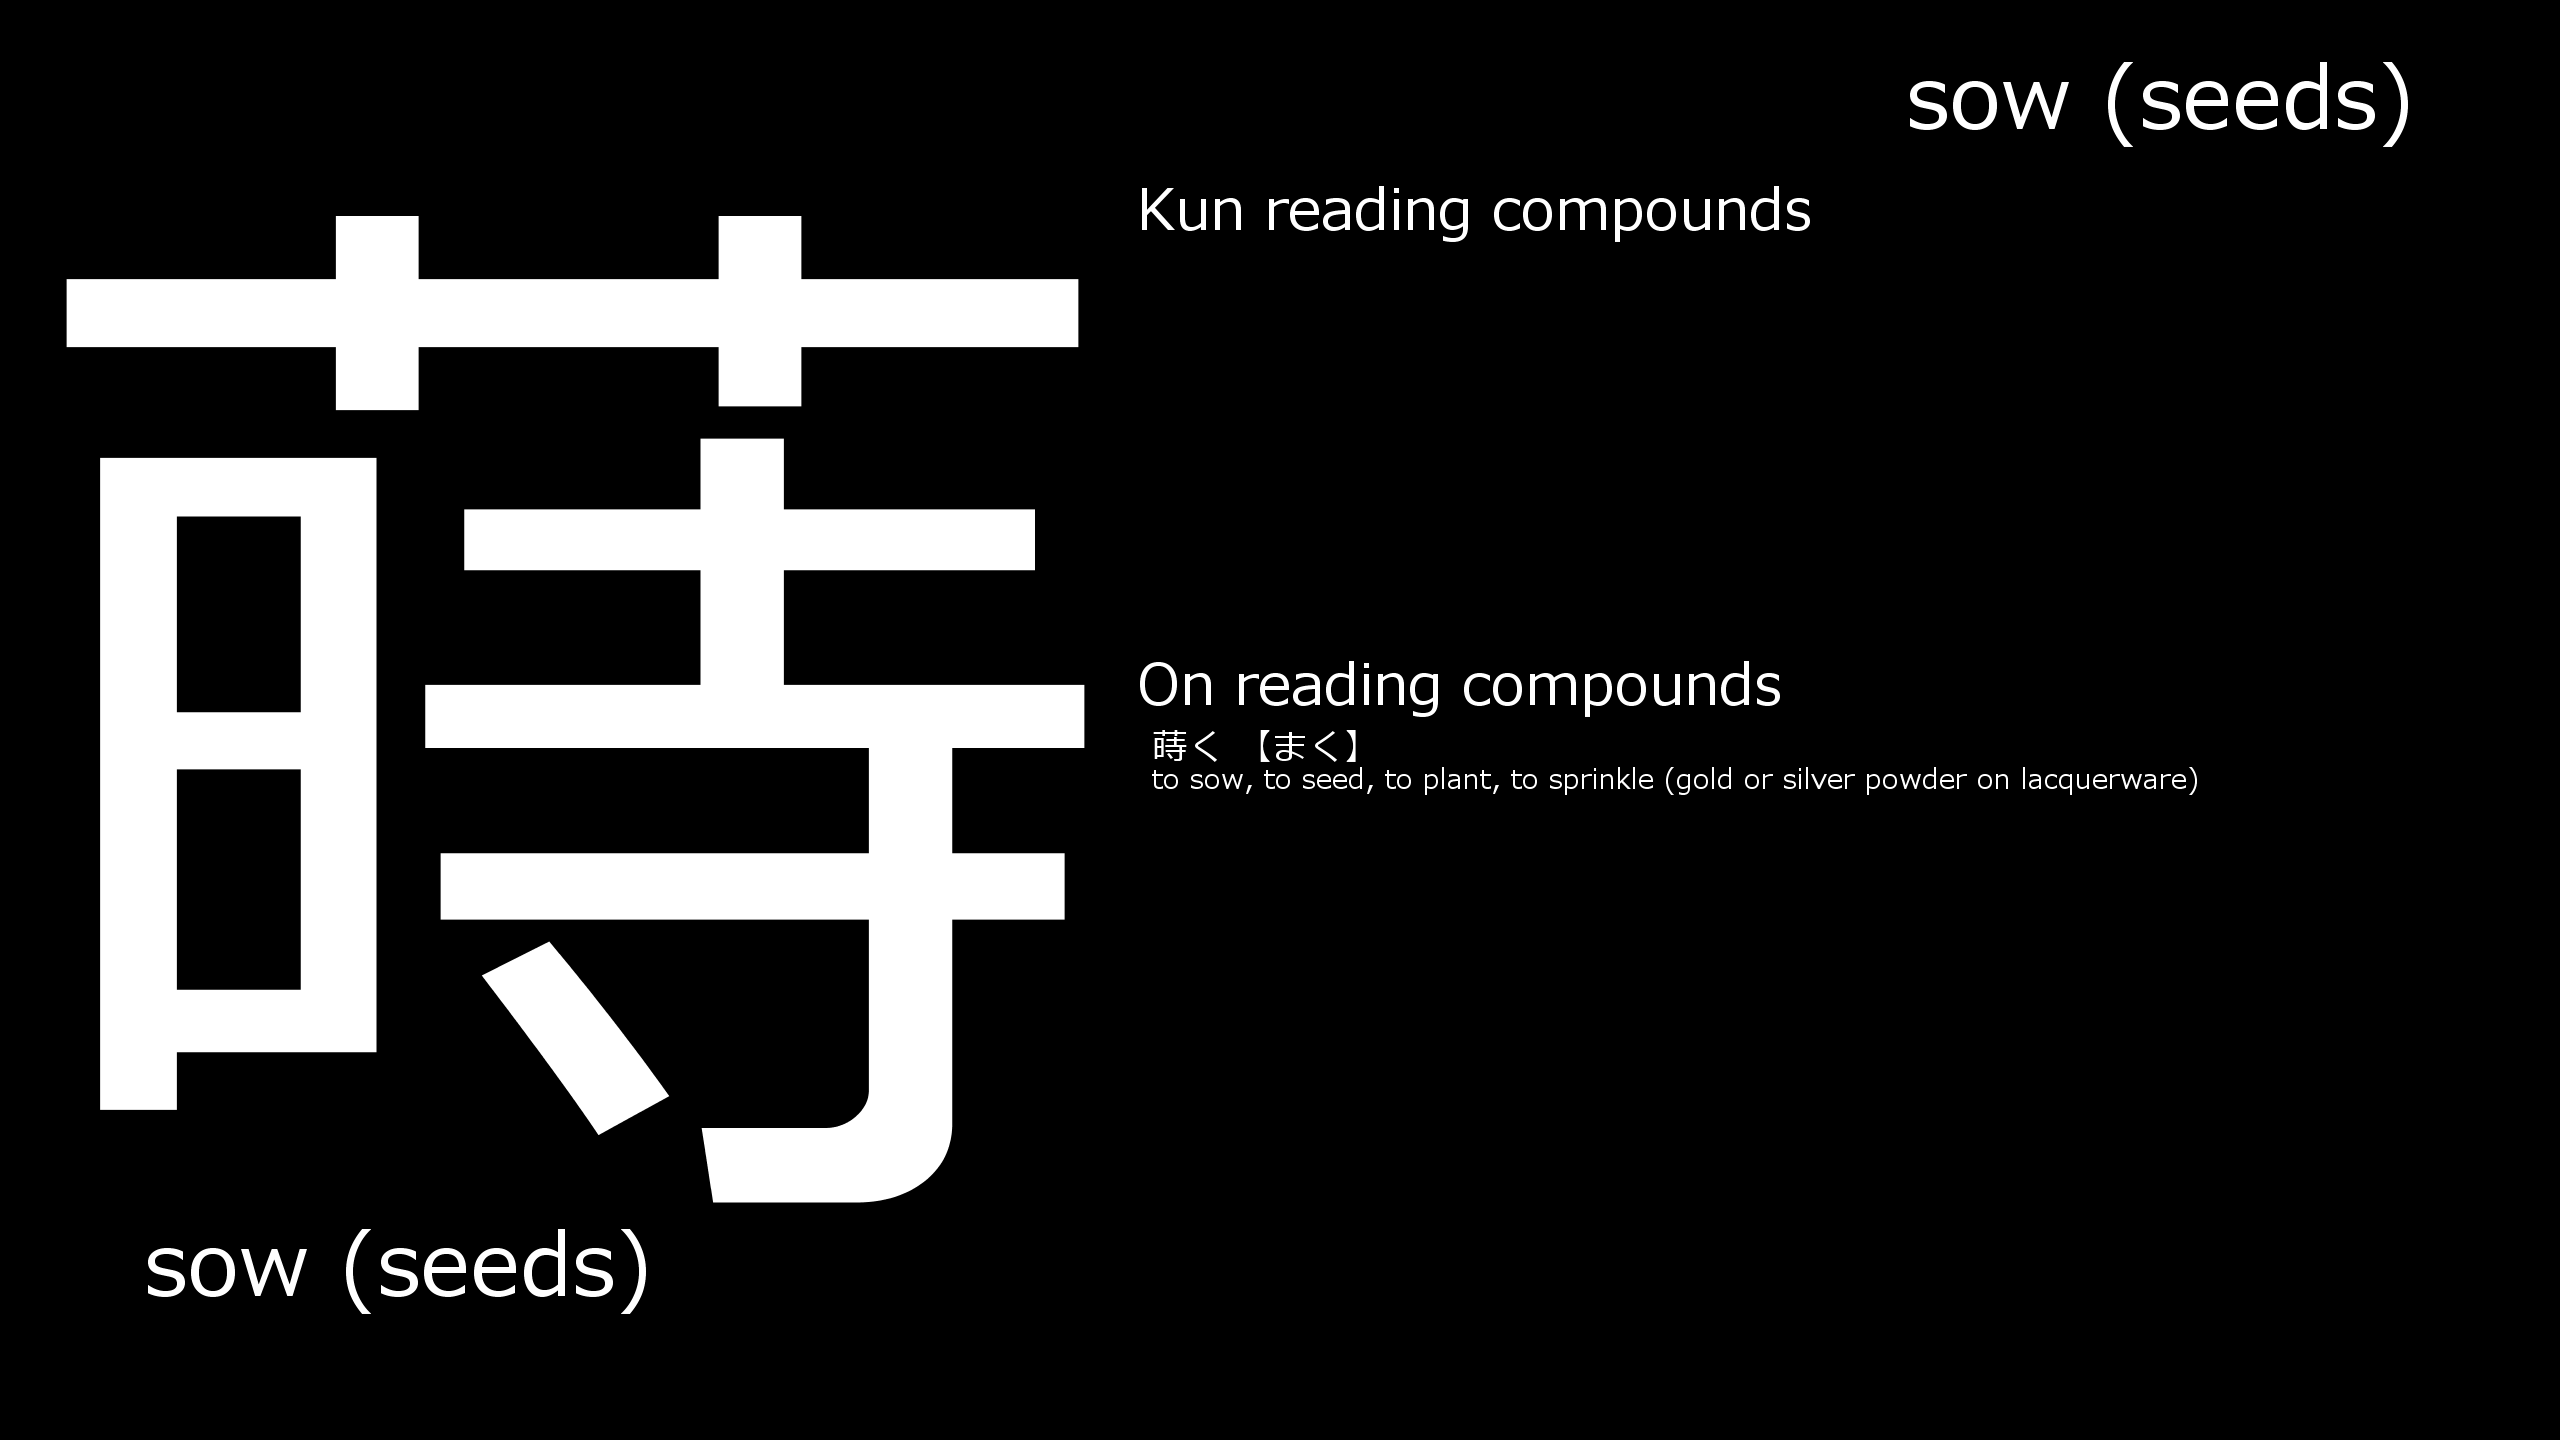 sow (seeds)
蒔
Kun reading compounds
On reading compounds
蒔く 【まく】
to sow, to seed, to plant, to sprinkle (gold or silver powder on lacquerware)
sow (seeds)